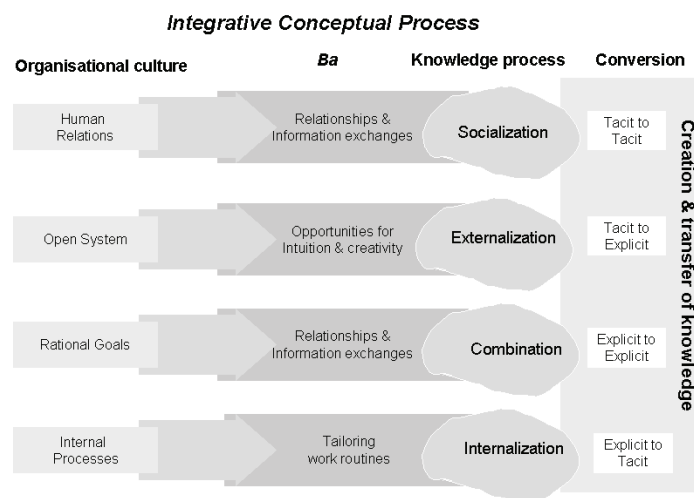 Integrative Conceptual Process
Organisational culture
Ba
Knowledge process
Conversion
Human
Relations
Relationships &
Information exchanges
Socialization
Tacit to
Tacit
Open System
Opportunities for
Intuition & creativity
Externalization
Tacit to
Explicit
Rational Goals
Relationships &
Information exchanges
Combination
Explicit to
Explicit
Internal
Processes
Tailoring
work routines
Internalization
Explicit to
Tacit
Creation & transfer of knowledge